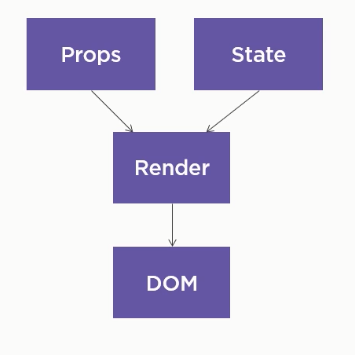 Props
State
Render
DOM